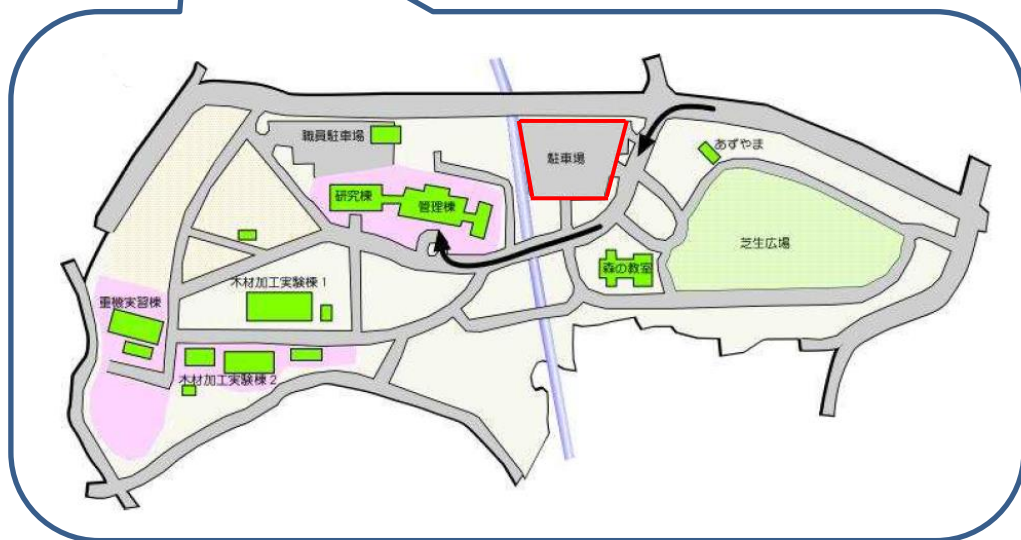 職員駐車場
駐車場
あずまや
研究棟
管理棟
芝生広場
森の教室
木材加工実験棟1
重機実習棟
木材加工実験棟2